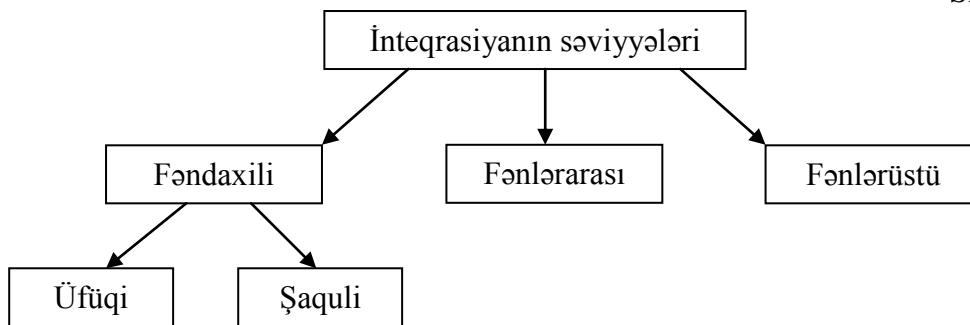 İnteqrasiyanın səviyyələri
Fəndaxili
Fənlərarası
Fənlərüstü
Üfüqi
Şaquli